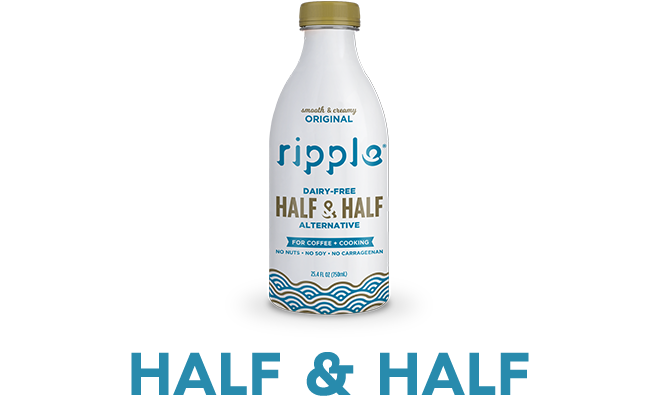 smooth & creamy
ORIGINAL
ripple®
DAIRY-FREE
HALF & HALF
ALTERNATIVE
FOR COFFEE + COOKING
NO NUTS • NO SOY • NO CARRAGEENAN
25.4 FL OZ (750mL)
HALF & HALF